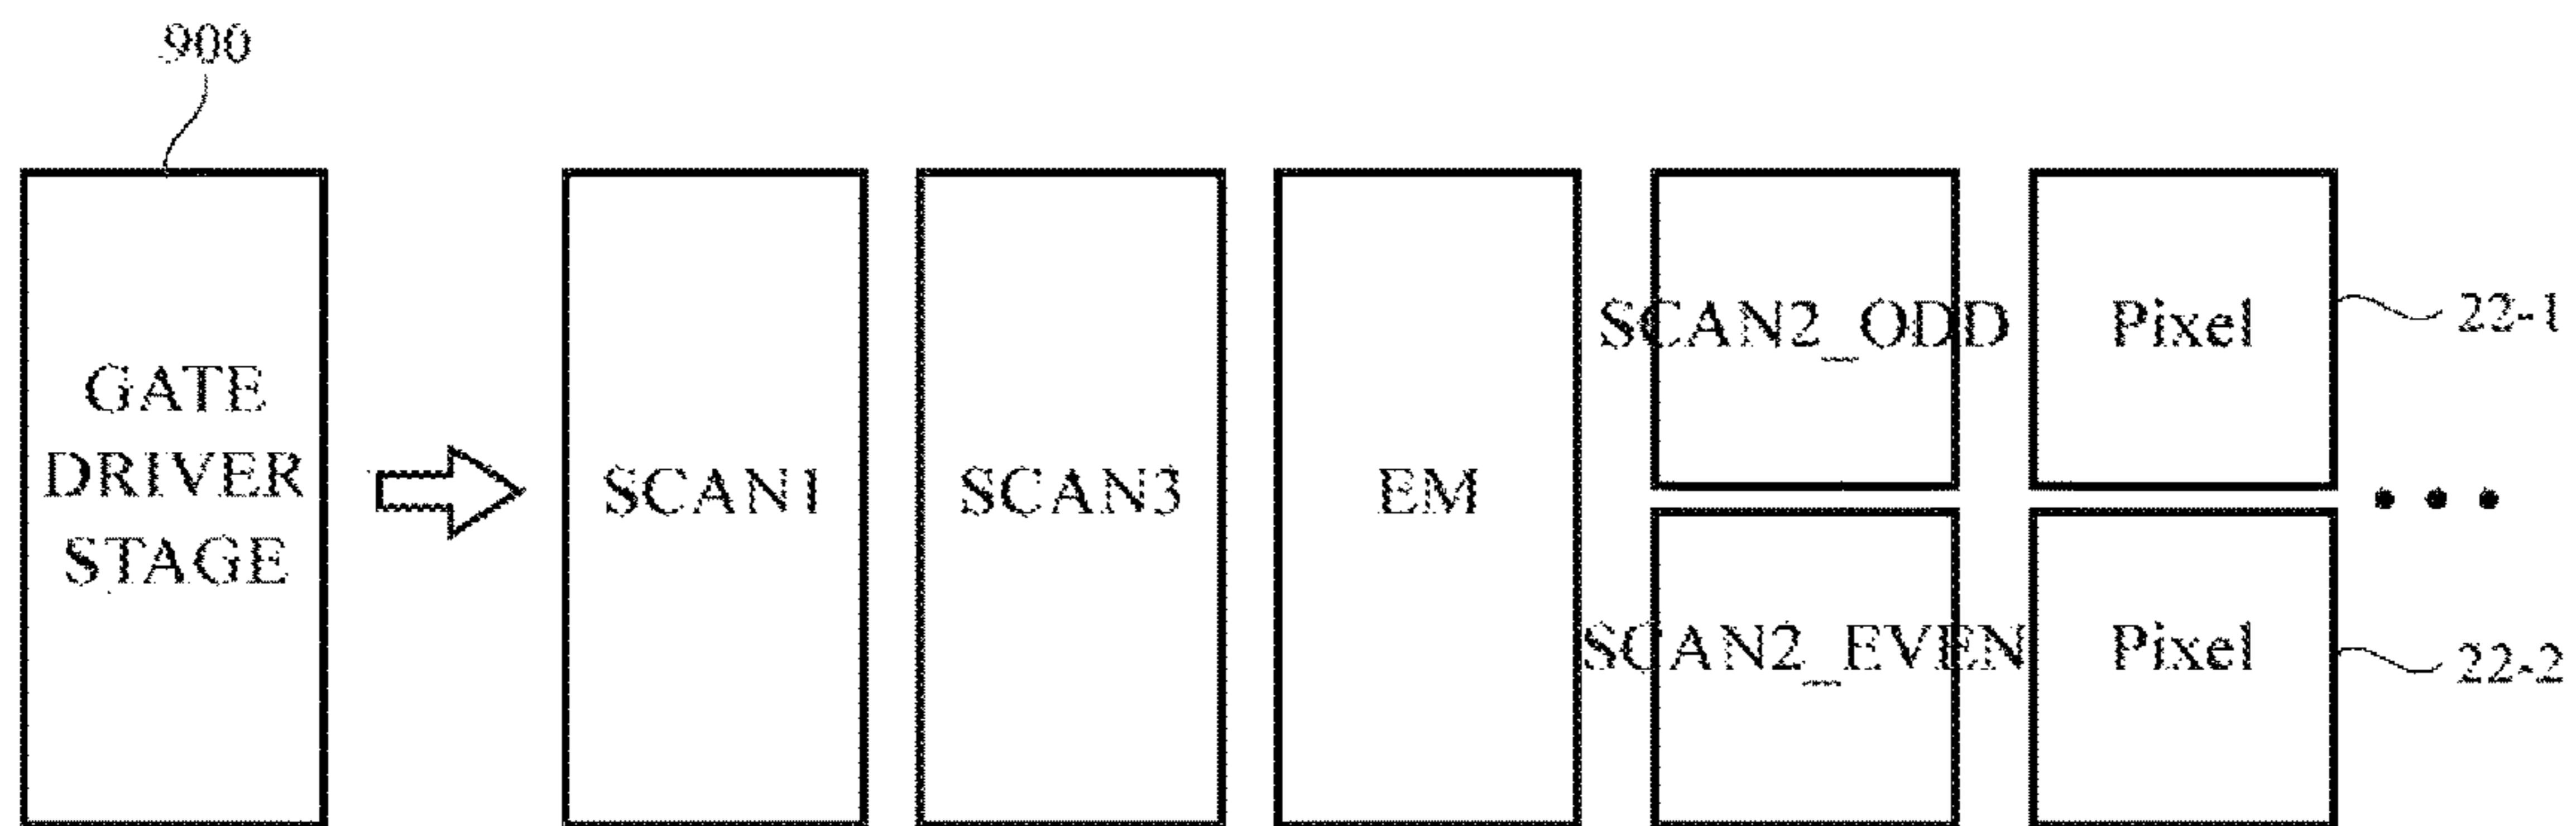 900
GATE
DRIVER
STAGE
SCAN1
SCAN3
EM
SCAN2_ODD
SCAN2_EVEN
Pixel
22-1
Pixel
22-2